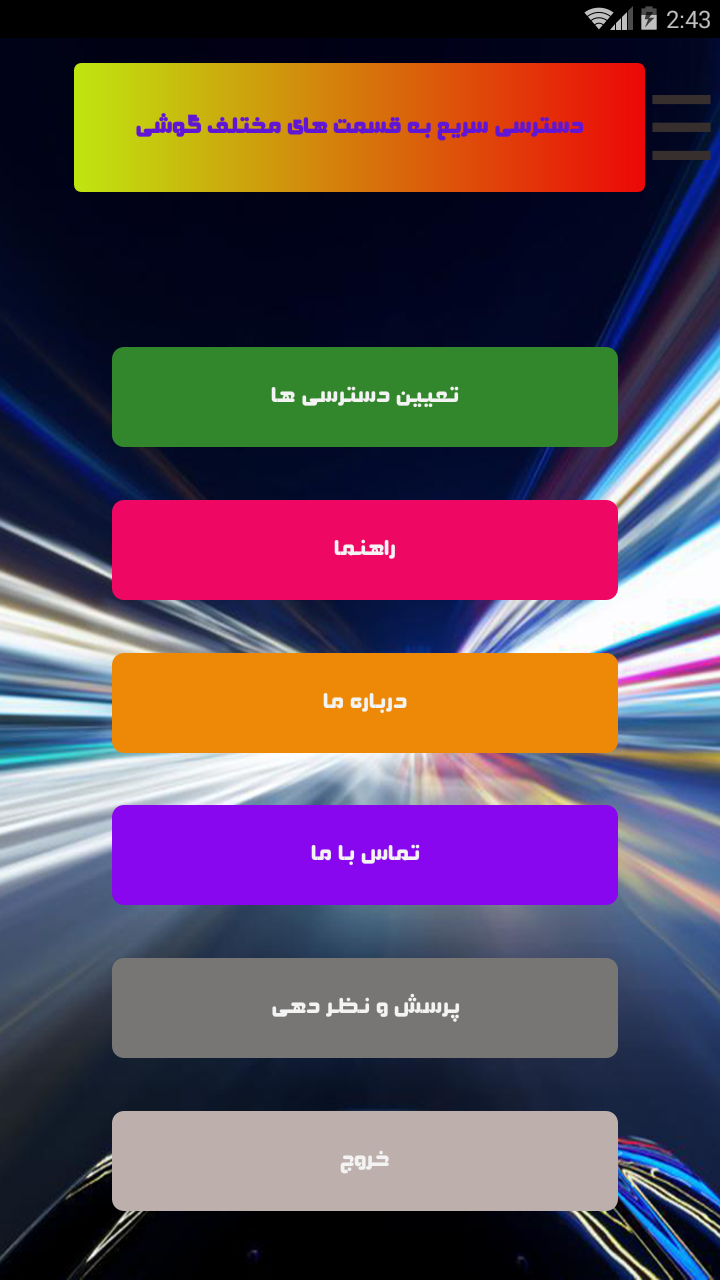 2:43
دسترسی سریع به قسمت های مختلف گوشی
تعیین دسترسی ها
راهنما
درباره ما
تماس با ما
پرسش و نظر دهی
خروج